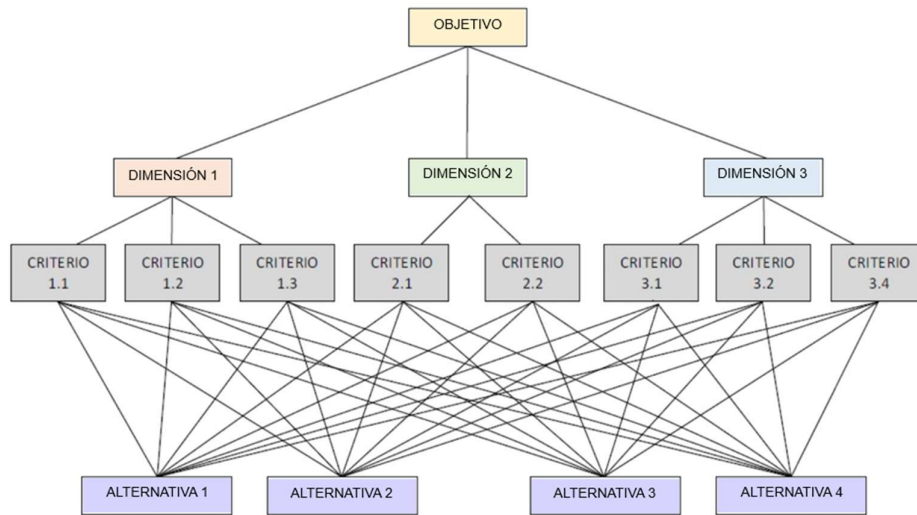 OBJETIVO
DIMENSIÓN 1
DIMENSIÓN 2
DIMENSIÓN 3
CRITERIO
1.1
CRITERIO
1.2
CRITERIO
1.3
CRITERIO
2.1
CRITERIO
2.2
CRITERIO
3.1
CRITERIO
3.2
CRITERIO
3.4
ALTERNATIVA 1
ALTERNATIVA 2
ALTERNATIVA 3
ALTERNATIVA 4